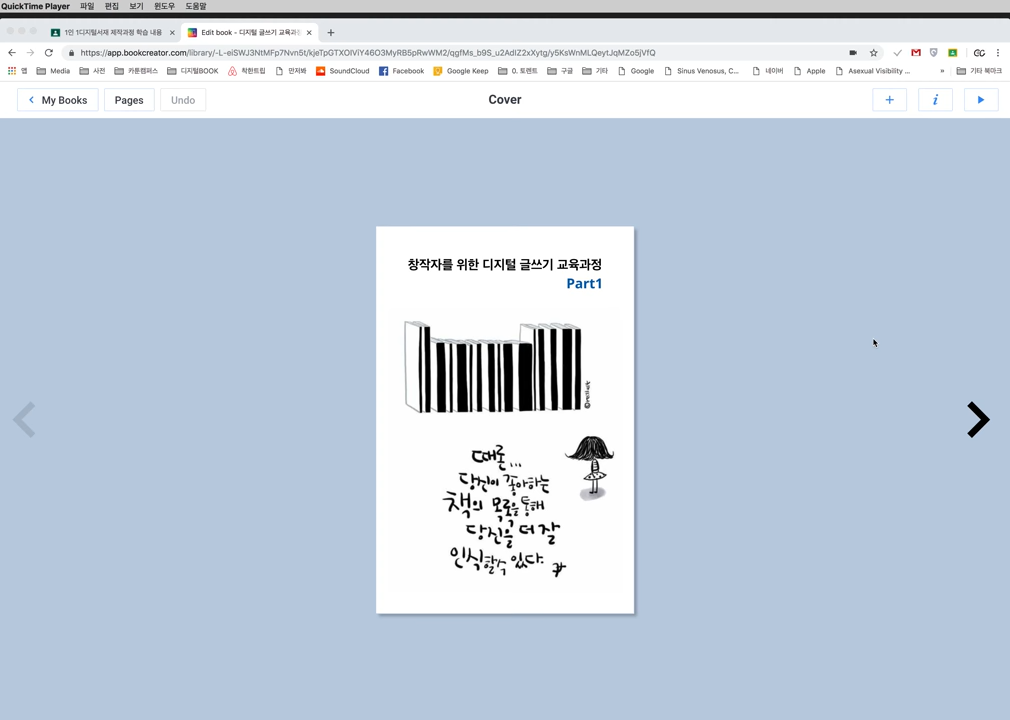 QuickTime Player 파일 편집 보기 윈도우 도움말
1인 1디지털서재 제작과정 학습 내용
Edit book - 디지털 글쓰기 교육과정
https://app.bookcreator.com/library/-L-eiSWJ3NtMFp7Nvn5t/kjeTpGTXOIViY46O3MyRB5pRwWM2/qgfMs_b9S_u2AdIZ2xXytg/y5KsWnMLQeytJqMZo5jVfQ
앱 Media 사전 카툰캠퍼스 디지털BOOK 착한트립 먼저봐 SoundCloud Facebook Google Keep 0. 토렌트 구글 기타 Google Sinus Venosus, C... 네이버 Apple Asexual Visibility ... » 기타 북마크
My Books Pages Undo Cover
창작자를 위한 디지털 글쓰기 교육과정
Part1
때론...
당신이 좋아하는
책의 목록을 통해
당신을 더 잘
인식할 수 있다.